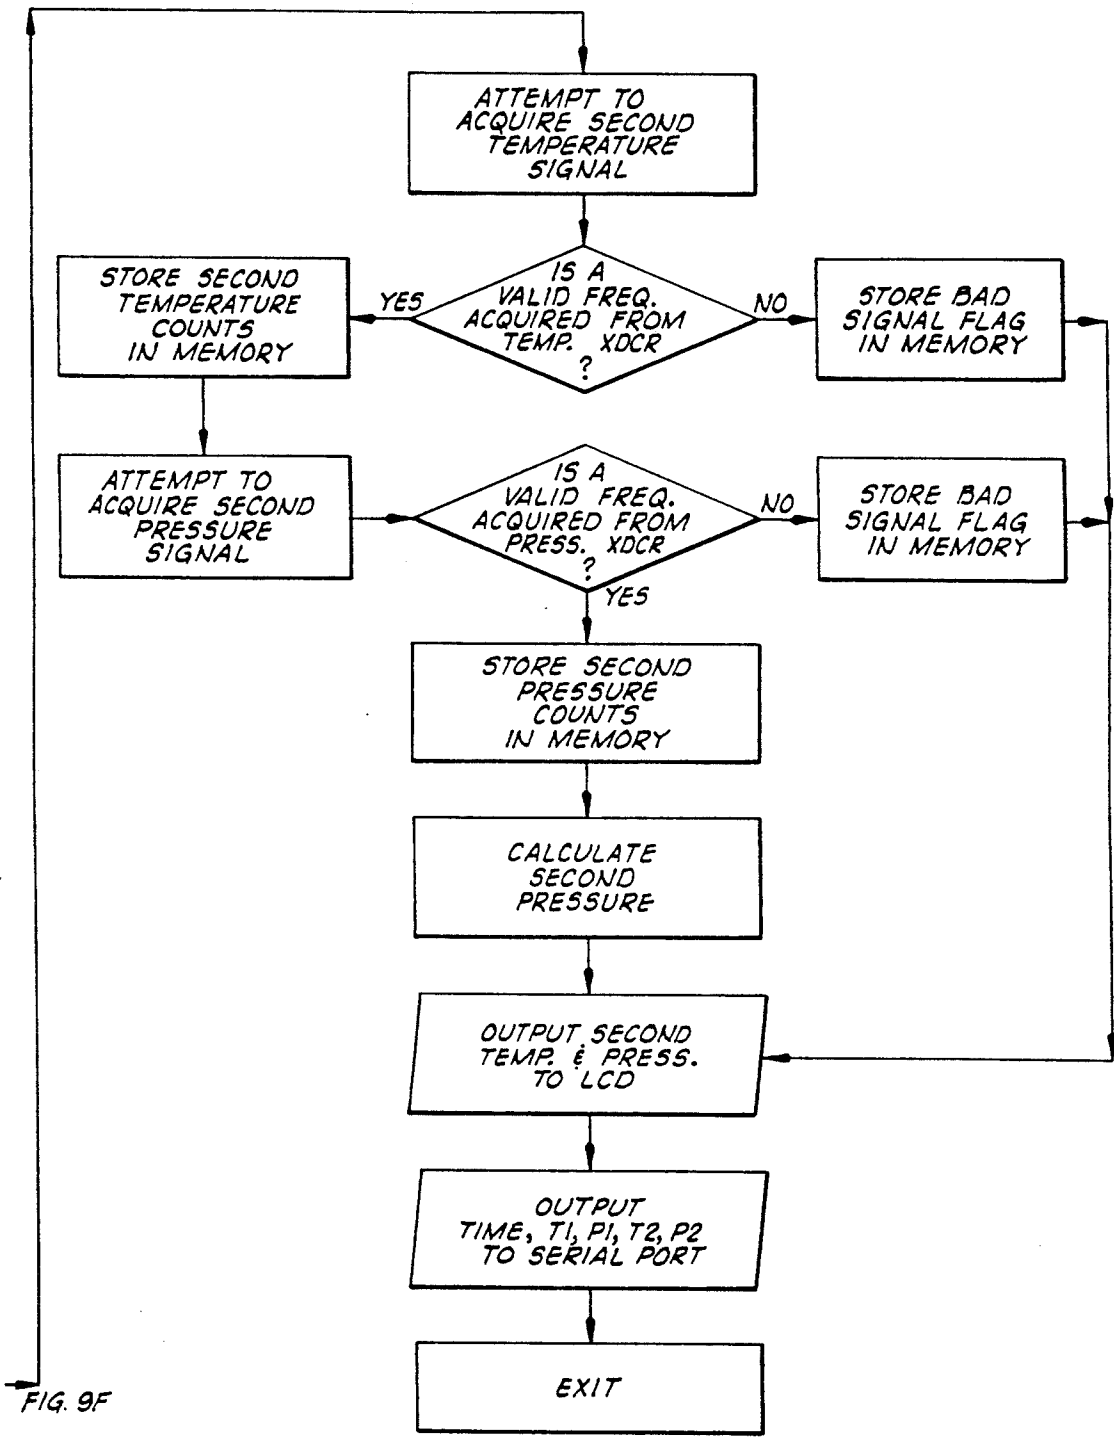 ATTEMPT TO
ACQUIRE SECOND
TEMPERATURE
SIGNAL
IS A
VALID FREQ.
ACQUIRED FROM
TEMP. XDCR
?
YES
NO
STORE SECOND
TEMPERATURE
COUNTS
IN MEMORY
STORE BAD
SIGNAL FLAG
IN MEMORY
ATTEMPT TO
ACQUIRE SECOND
PRESSURE
SIGNAL
IS A
VALID FREQ.
ACQUIRED FROM
PRESS. XDCR
?
NO
YES
STORE BAD
SIGNAL FLAG
IN MEMORY
STORE SECOND
PRESSURE
COUNTS
IN MEMORY
CALCULATE
SECOND
PRESSURE
OUTPUT SECOND
TEMP. & PRESS.
TO LCD
OUTPUT
TIME, T1, P1, T2, P2
TO SERIAL PORT
EXIT
FIG. 9F